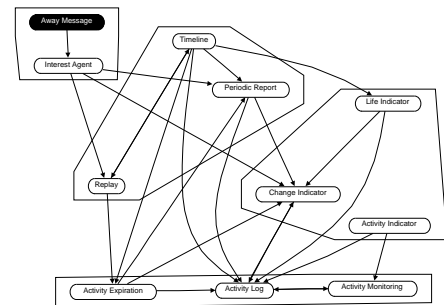 Away Message
Timeline
Interest Agent
Periodic Report
Life Indicator
Replay
Change Indicator
Activity Indicator
Activity Expiration
Activity Log
Activity Monitoring